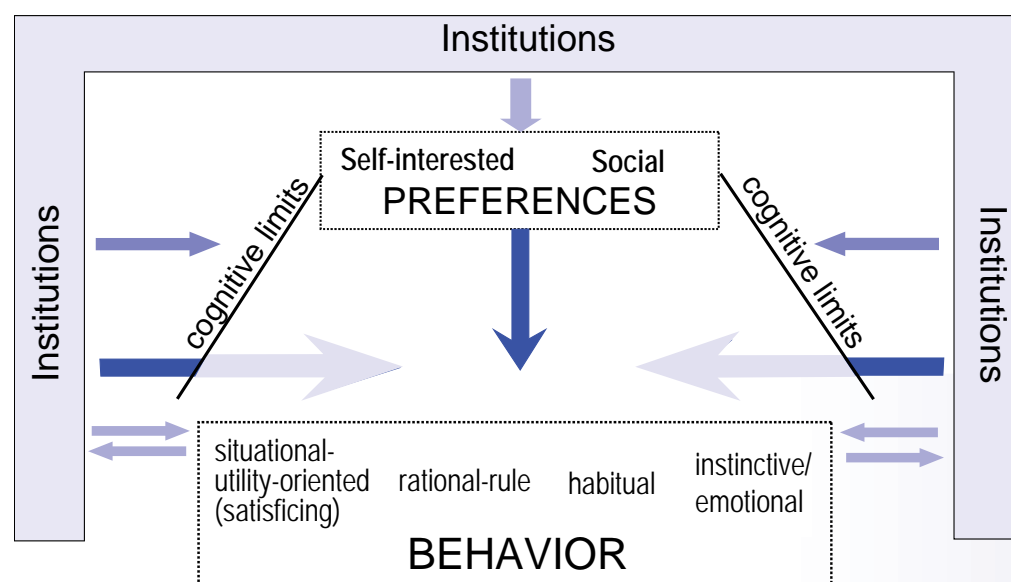 Institutions
Self-interested Social
PREFERENCES
cognitive limits
cognitive limits
Institutions
Institutions
situational-
utility-oriented
(satisficing)
rational-rule
habitual
instinctive/
emotional
BEHAVIOR